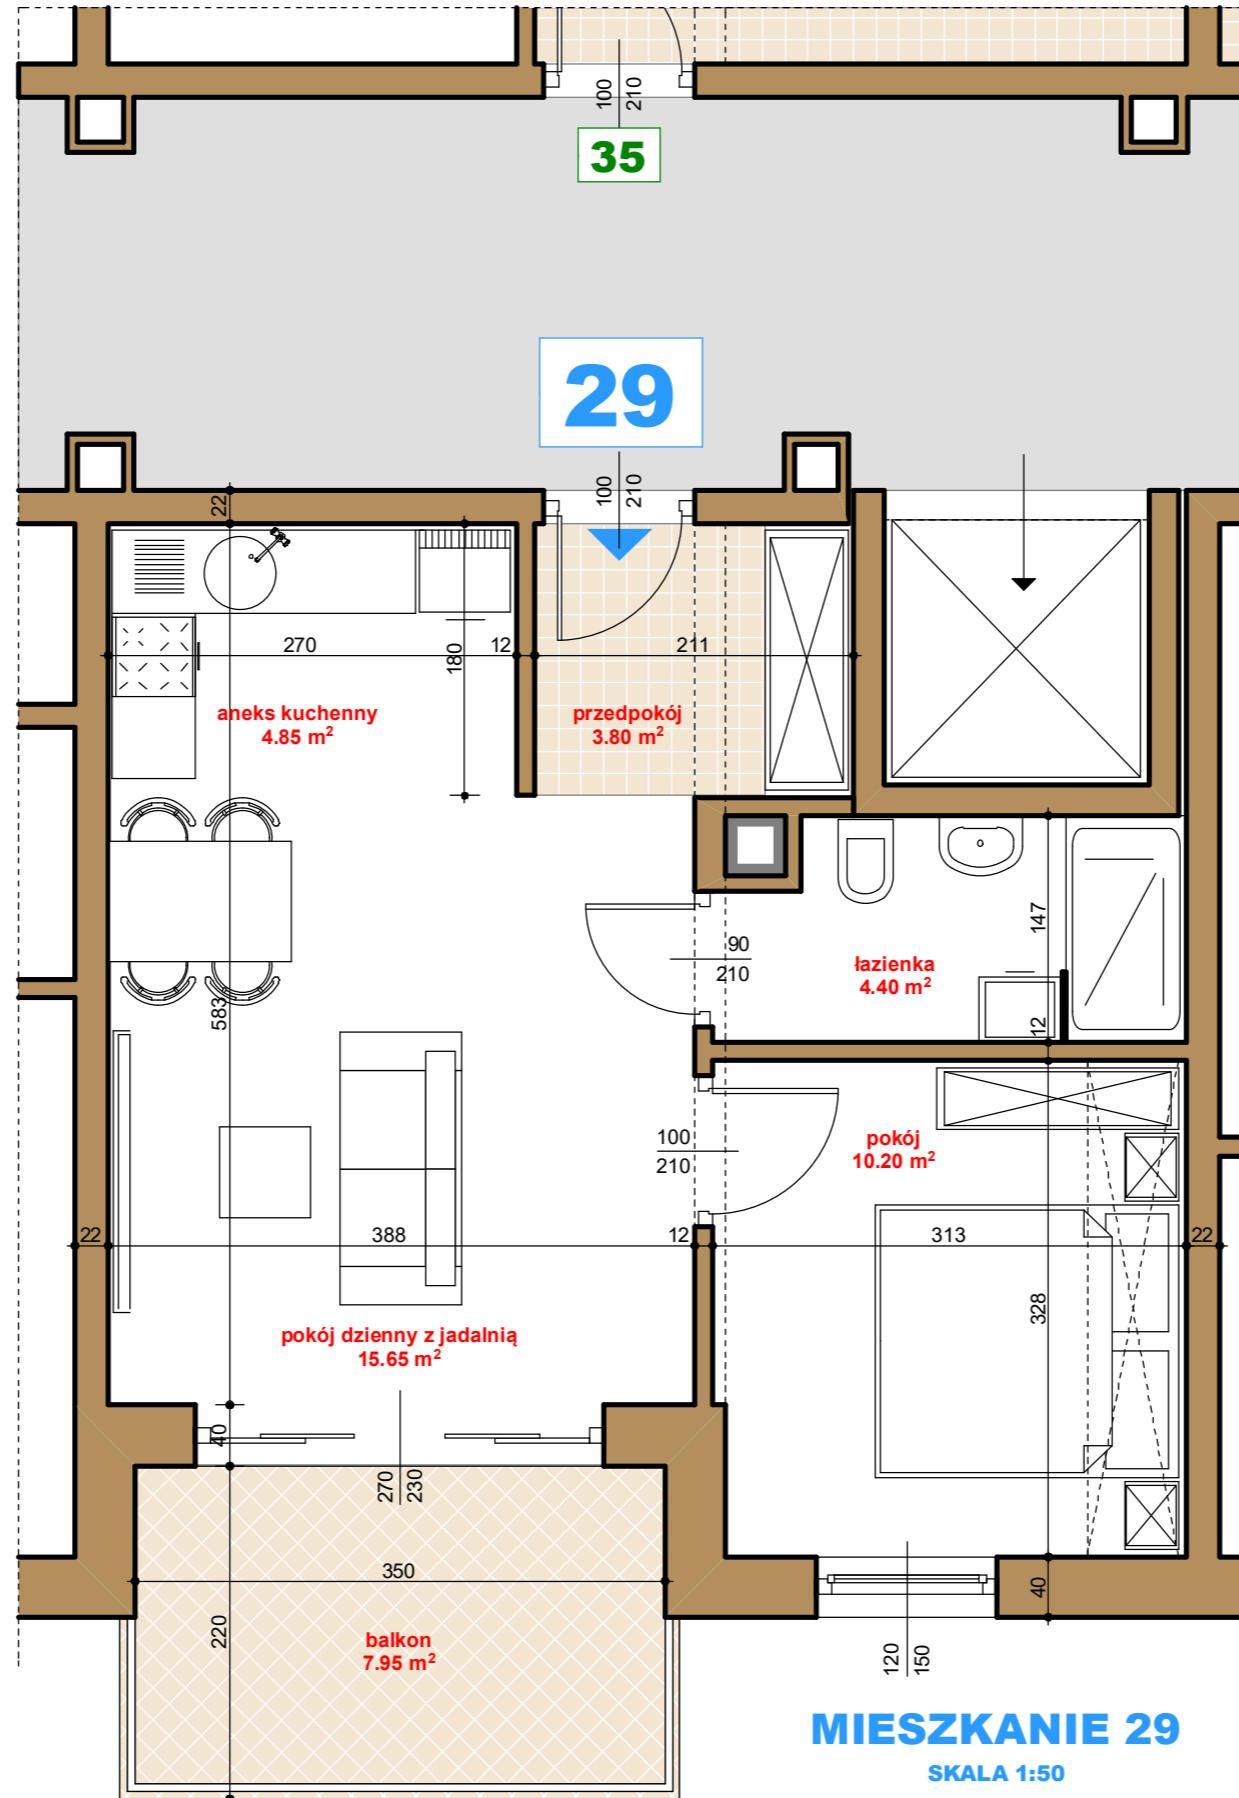 100
210
35
29
100
210
22
270
12
180
211
aneks kuchenny
4.85 m²
przedpokój
3.80 m²
147
90
210
łazienka
4.40 m²
583
12
100
210
pokój
10.20 m²
22
388
12
313
22
328
pokój dzienny z jadalnią
15.65 m²
40
270
230
350
40
220
balkon
7.95 m²
120
150
MIESZKANIE 29
SKALA 1:50